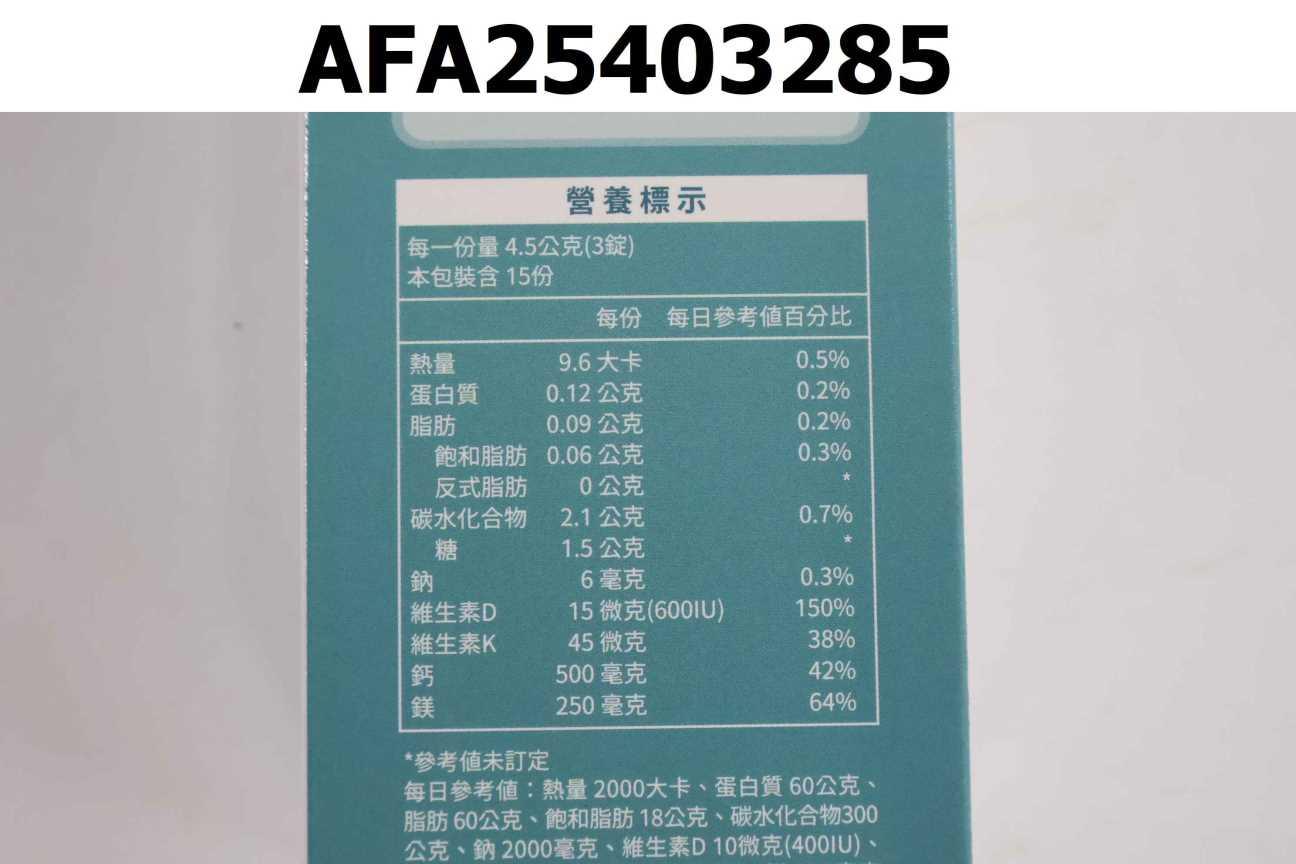 AFA25403285
營養標示
每一份量 4.5公克(3錠)
本包裝含 15份
每份 每日參考值百分比
熱量 9.6 大卡 0.5%
蛋白質 0.12 公克 0.2%
脂肪 0.09 公克 0.2%
飽和脂肪 0.06 公克 0.3%
反式脂肪 0 公克 *
碳水化合物 2.1 公克 0.7%
糖 1.5 公克 *
鈉 6 毫克 0.3%
維生素D 15 微克(600IU) 150%
維生素K 45 微克 38%
鈣 500 毫克 42%
鎂 250 毫克 64%
*參考值未訂定
每日參考值：熱量 2000大卡、蛋白質 60公克、
脂肪 60公克、飽和脂肪 18公克、碳水化合物300
公克、鈉 2000毫克、維生素D 10微克(400IU)、